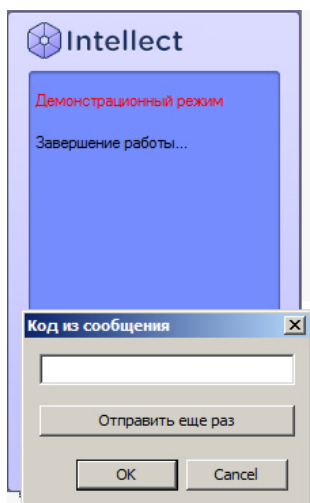 Intellect
Демонстрационный режим
Завершение работы...
Код из сообщения
Отправить еще раз
OK
Cancel